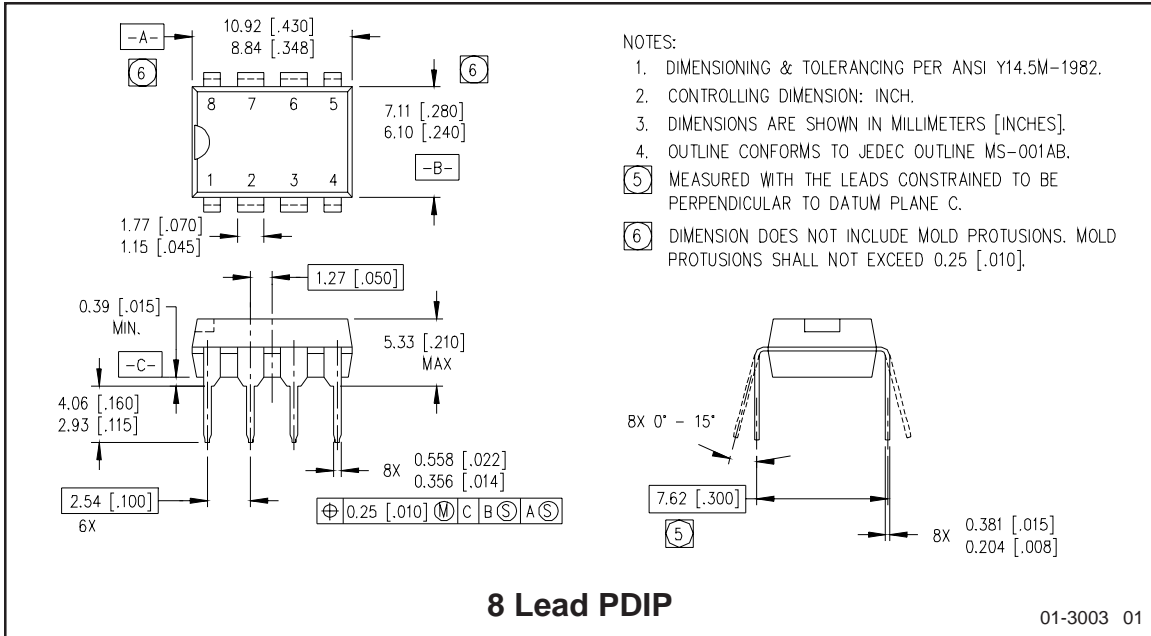 10.92 [.430]
8.84 [.348]
-A-
6
6
8 7 6 5
1 2 3 4
7.11 [.280]
6.10 [.240]
-B-
1.77 [.070]
1.15 [.045]
1.27 [.050]
0.39 [.015]
MIN.
-C-
5.33 [.210]
MAX
4.06 [.160]
2.93 [.115]
2.54 [.100]
6X
8X 0.558 [.022]
0.356 [.014]
⌖ 0.25 [.010] Ⓜ C B Ⓢ A Ⓢ
NOTES:
1. DIMENSIONING & TOLERANCING PER ANSI Y14.5M-1982.
2. CONTROLLING DIMENSION: INCH.
3. DIMENSIONS ARE SHOWN IN MILLIMETERS [INCHES].
4. OUTLINE CONFORMS TO JEDEC OUTLINE MS-001AB.
5 MEASURED WITH THE LEADS CONSTRAINED TO BE
PERPENDICULAR TO DATUM PLANE C.
6 DIMENSION DOES NOT INCLUDE MOLD PROTUSIONS. MOLD
PROTUSIONS SHALL NOT EXCEED 0.25 [.010].
8X 0° - 15°
7.62 [.300]
5
8X 0.381 [.015]
0.204 [.008]
8 Lead PDIP
01-3003 01